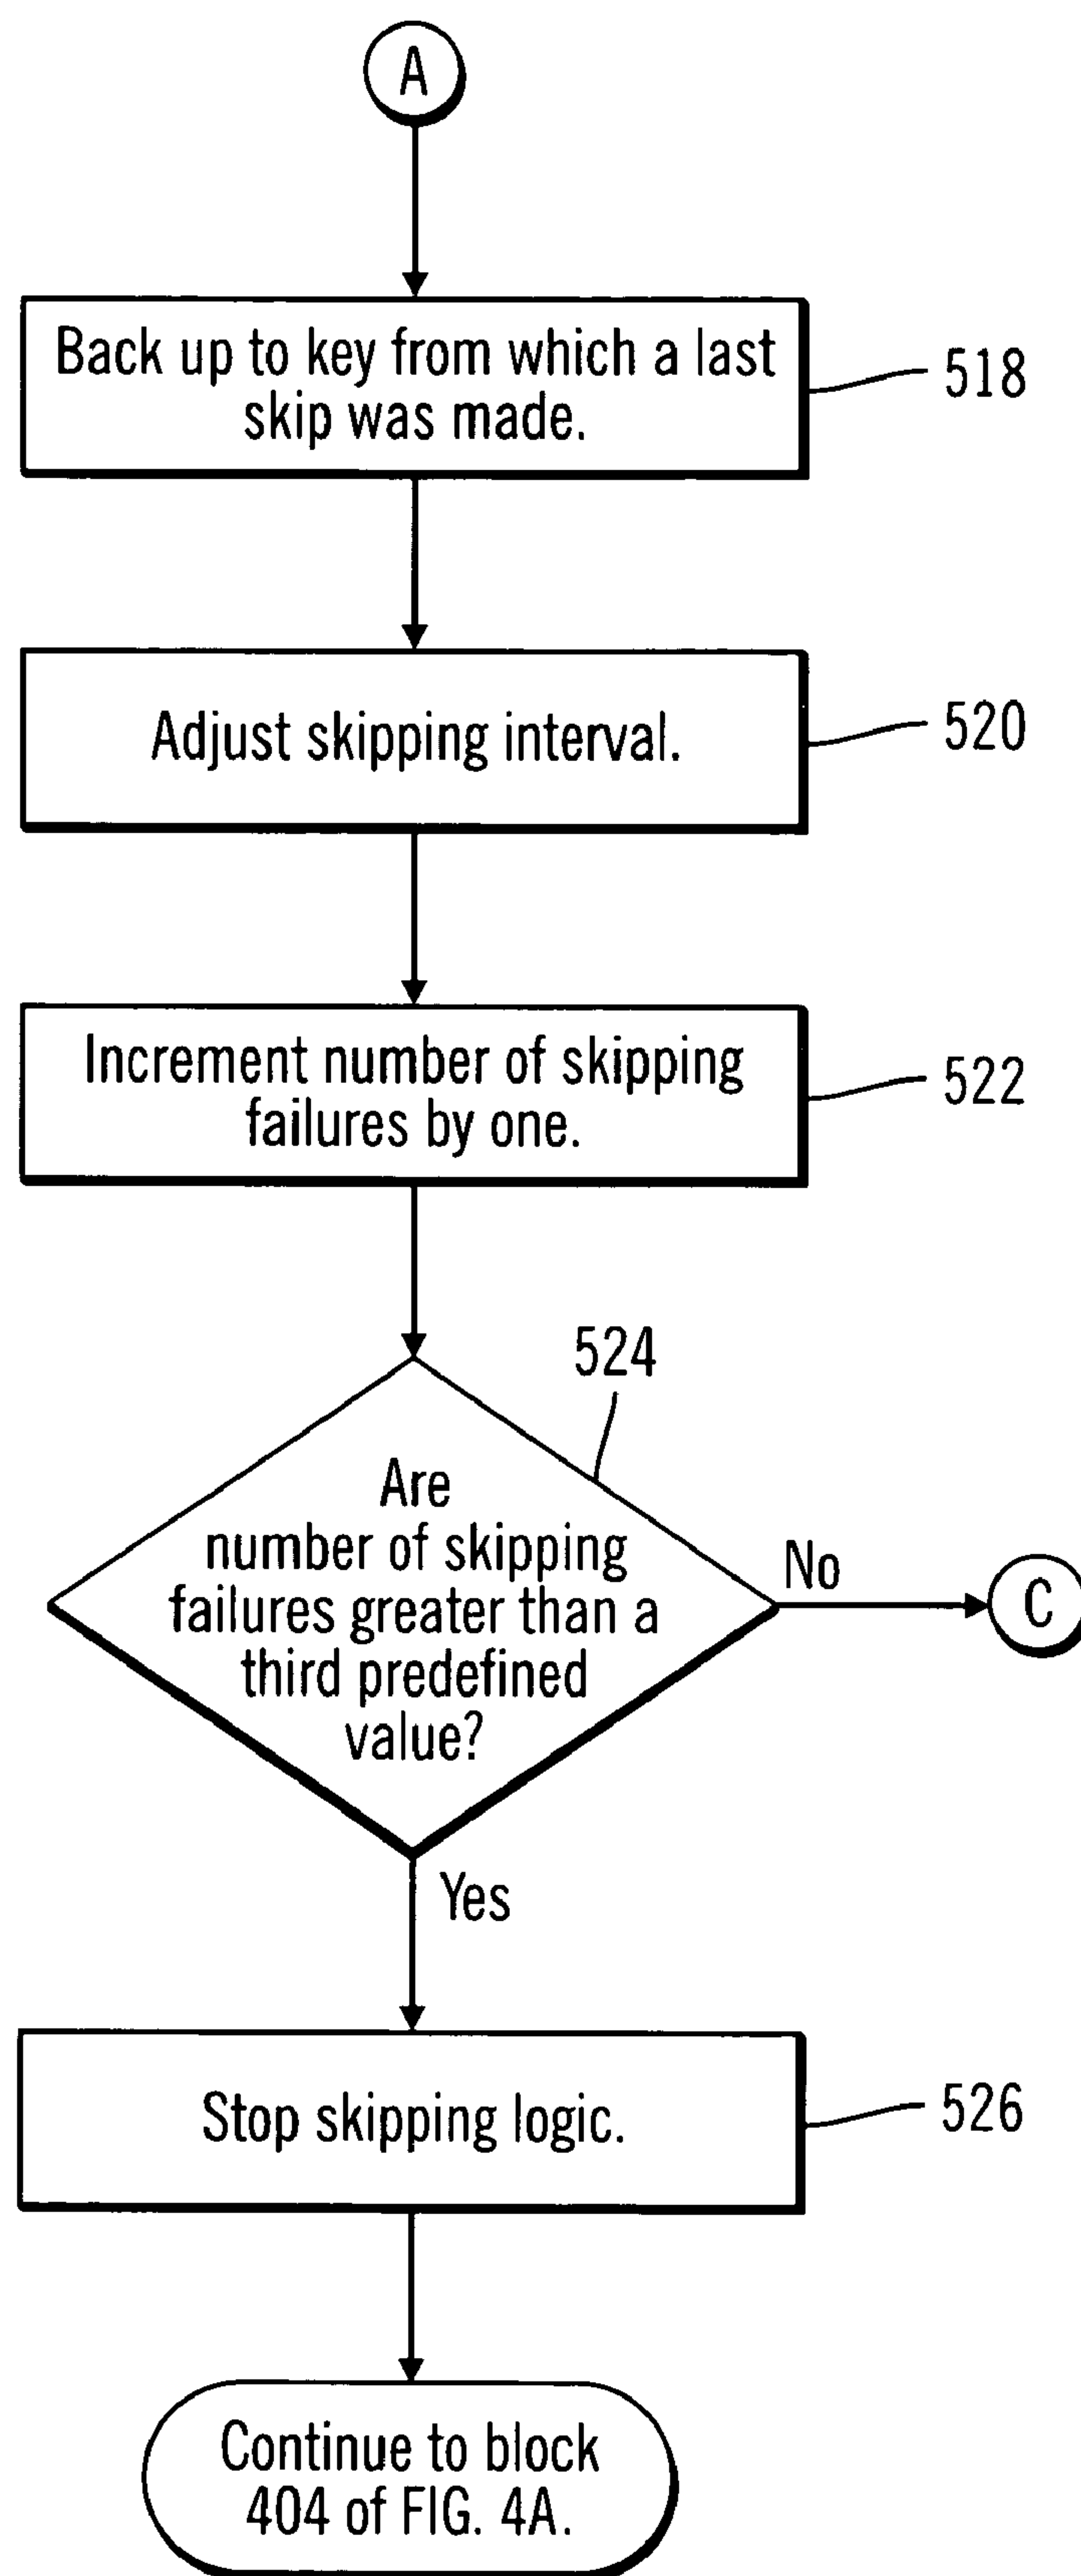 A
Back up to key from which a last
skip was made.
518
Adjust skipping interval.
520
Increment number of skipping
failures by one.
522
524
Are
number of skipping
failures greater than a
third predefined
value?
No
C
Yes
Stop skipping logic.
526
Continue to block
404 of FIG. 4A.